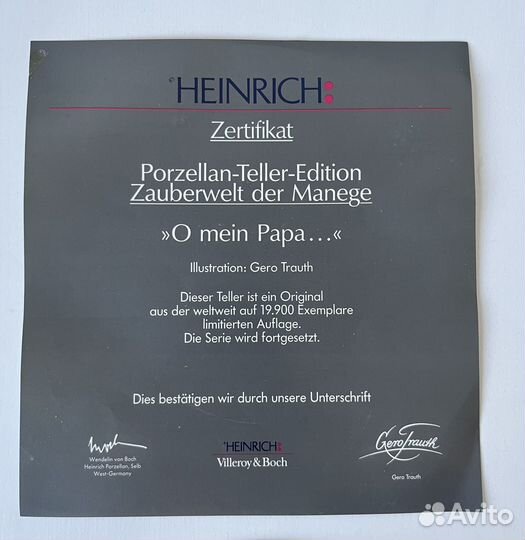 ©HEINRICH:
Zertifikat
Porzellan-Teller-Edition
Zauberwelt der Manege
»O mein Papa...«
Illustration: Gero Trauth
Dieser Teller ist ein Original
aus der weltweit auf 19.900 Exemplare
limitierten Auflage.
Die Serie wird fortgesetzt.
Dies bestätigen wir durch unsere Unterschrift
Wendelin von Boch
Heinrich Porzellan, Selb
West-Germany
©HEINRICH:
Villeroy & Boch
Gero Trauth
Gero Trauth
Avito